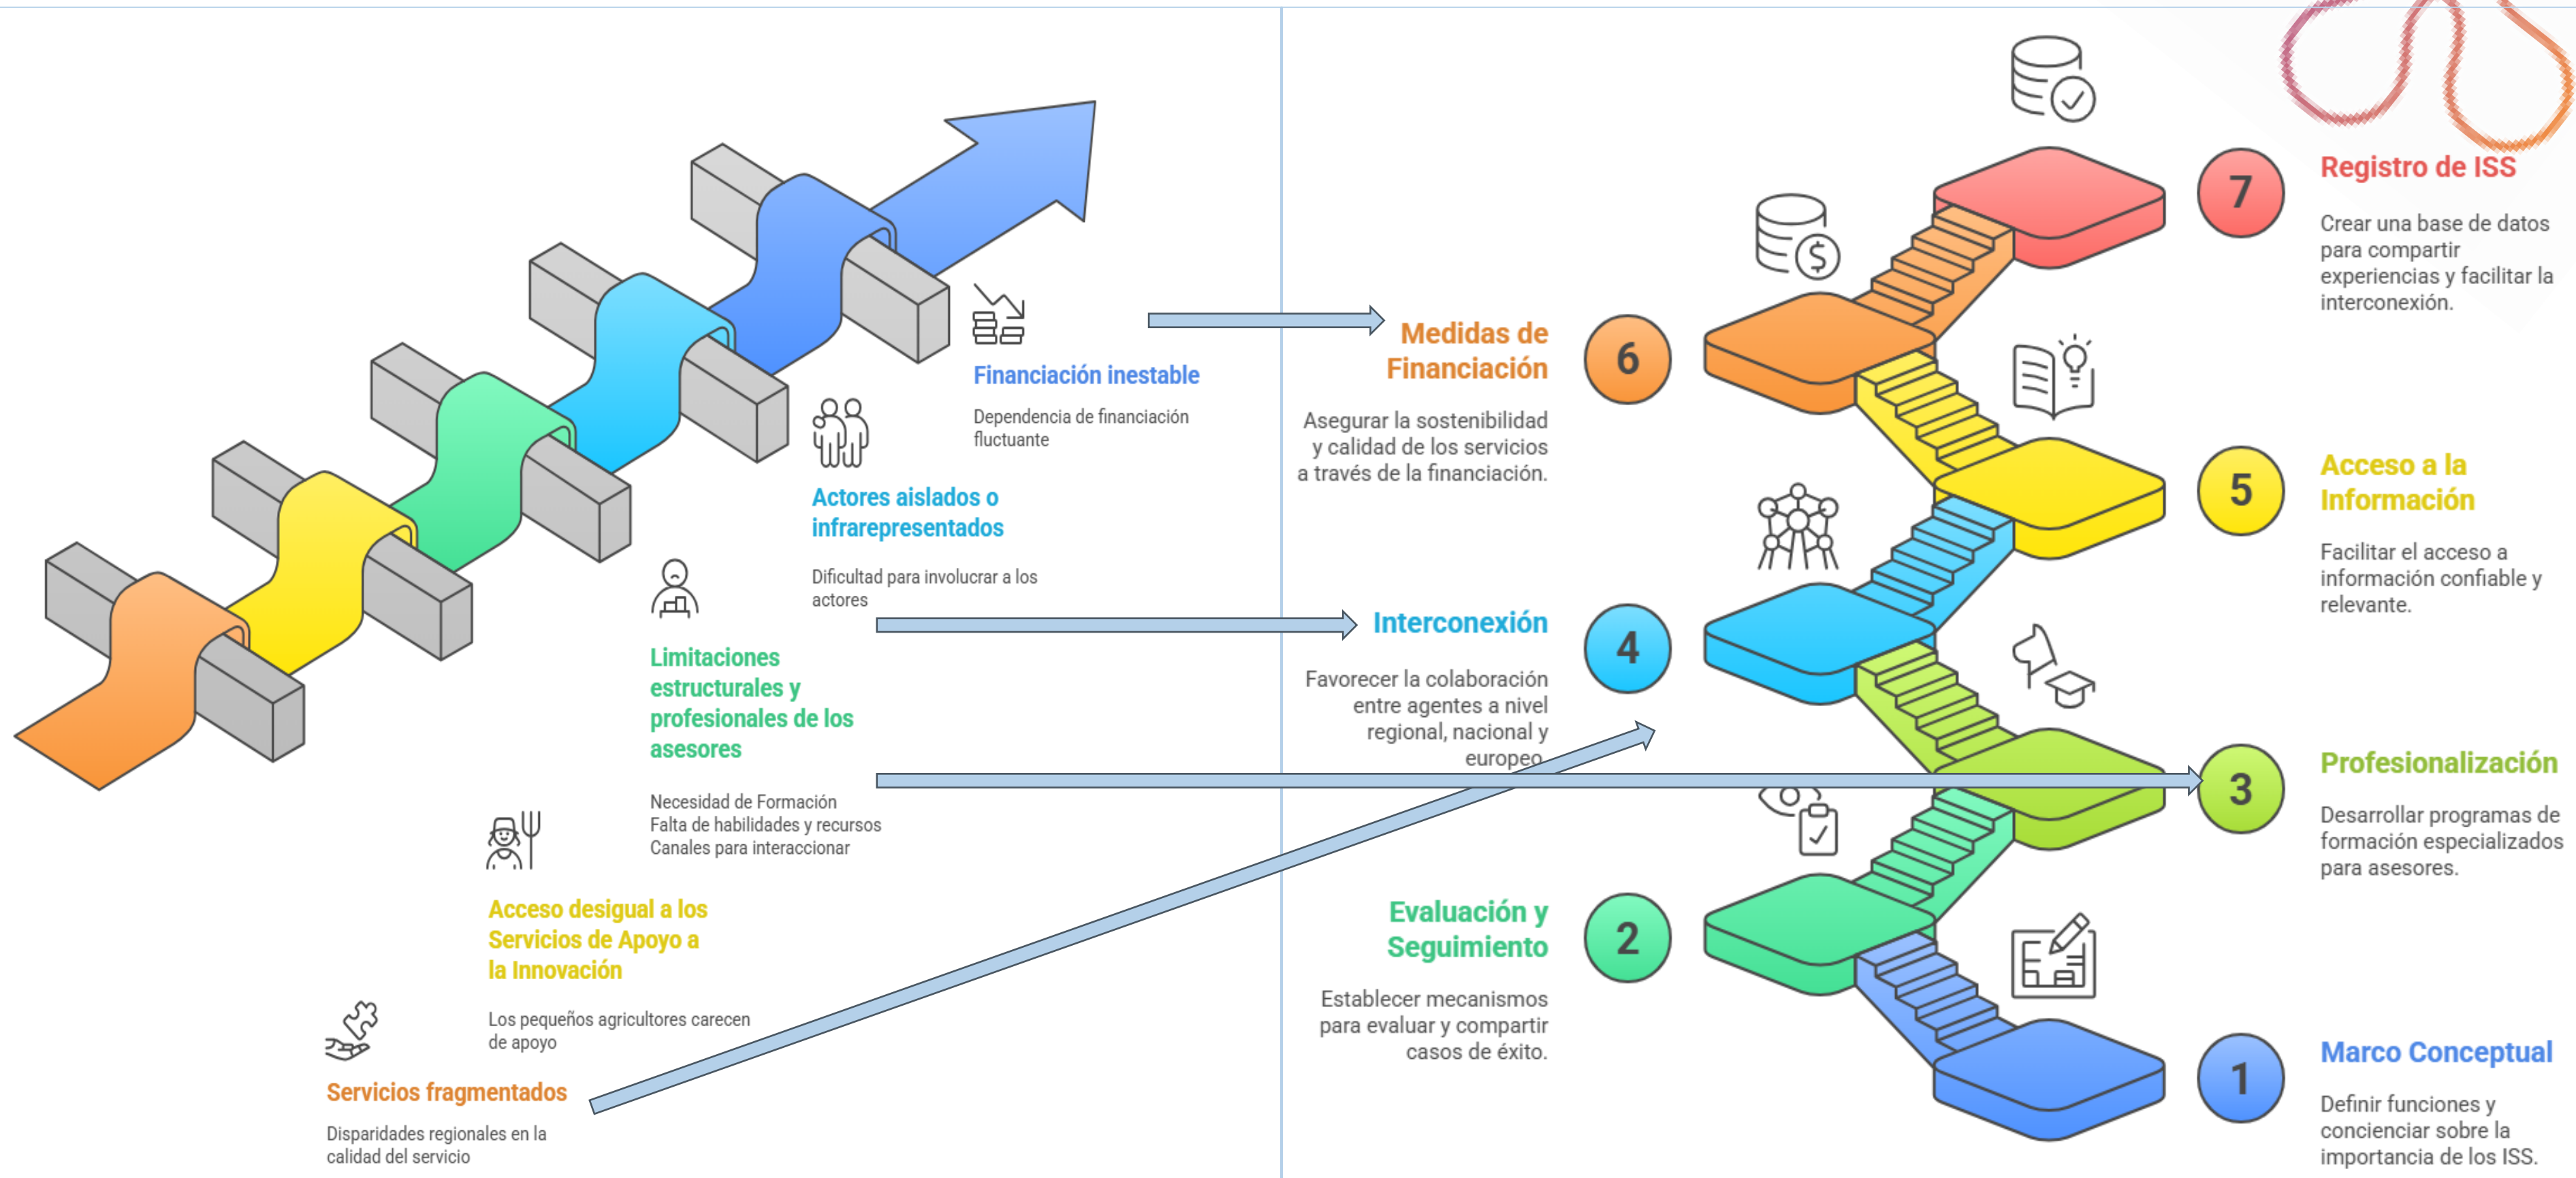 Financiación inestable
Dependencia de financiación
fluctuante
Actores aislados o
infrarepresentados
Dificultad para involucrar a los
actores
Limitaciones
estructurales y
profesionales de los
asesores
Necesidad de Formación
Falta de habilidades y recursos
Canales para interaccionar
Acceso desigual a los
Servicios de Apoyo a
la Innovación
Los pequeños agricultores carecen
de apoyo
Servicios fragmentados
Disparidades regionales en la
calidad del servicio
7
Registro de ISS
Crear una base de datos
para compartir
experiencias y facilitar la
interconexión.
Medidas de
Financiación
6
Asegurar la sostenibilidad
y calidad de los servicios
a través de la financiación.
5
Acceso a la
Información
Facilitar el acceso a
información confiable y
relevante.
Interconexión
4
Favorecer la colaboración
entre agentes a nivel
regional, nacional y
europeo.
3
Profesionalización
Desarrollar programas de
formación especializados
para asesores.
Evaluación y
Seguimiento
2
Establecer mecanismos
para evaluar y compartir
casos de éxito.
1
Marco Conceptual
Definir funciones y
concienciar sobre la
importancia de los ISS.